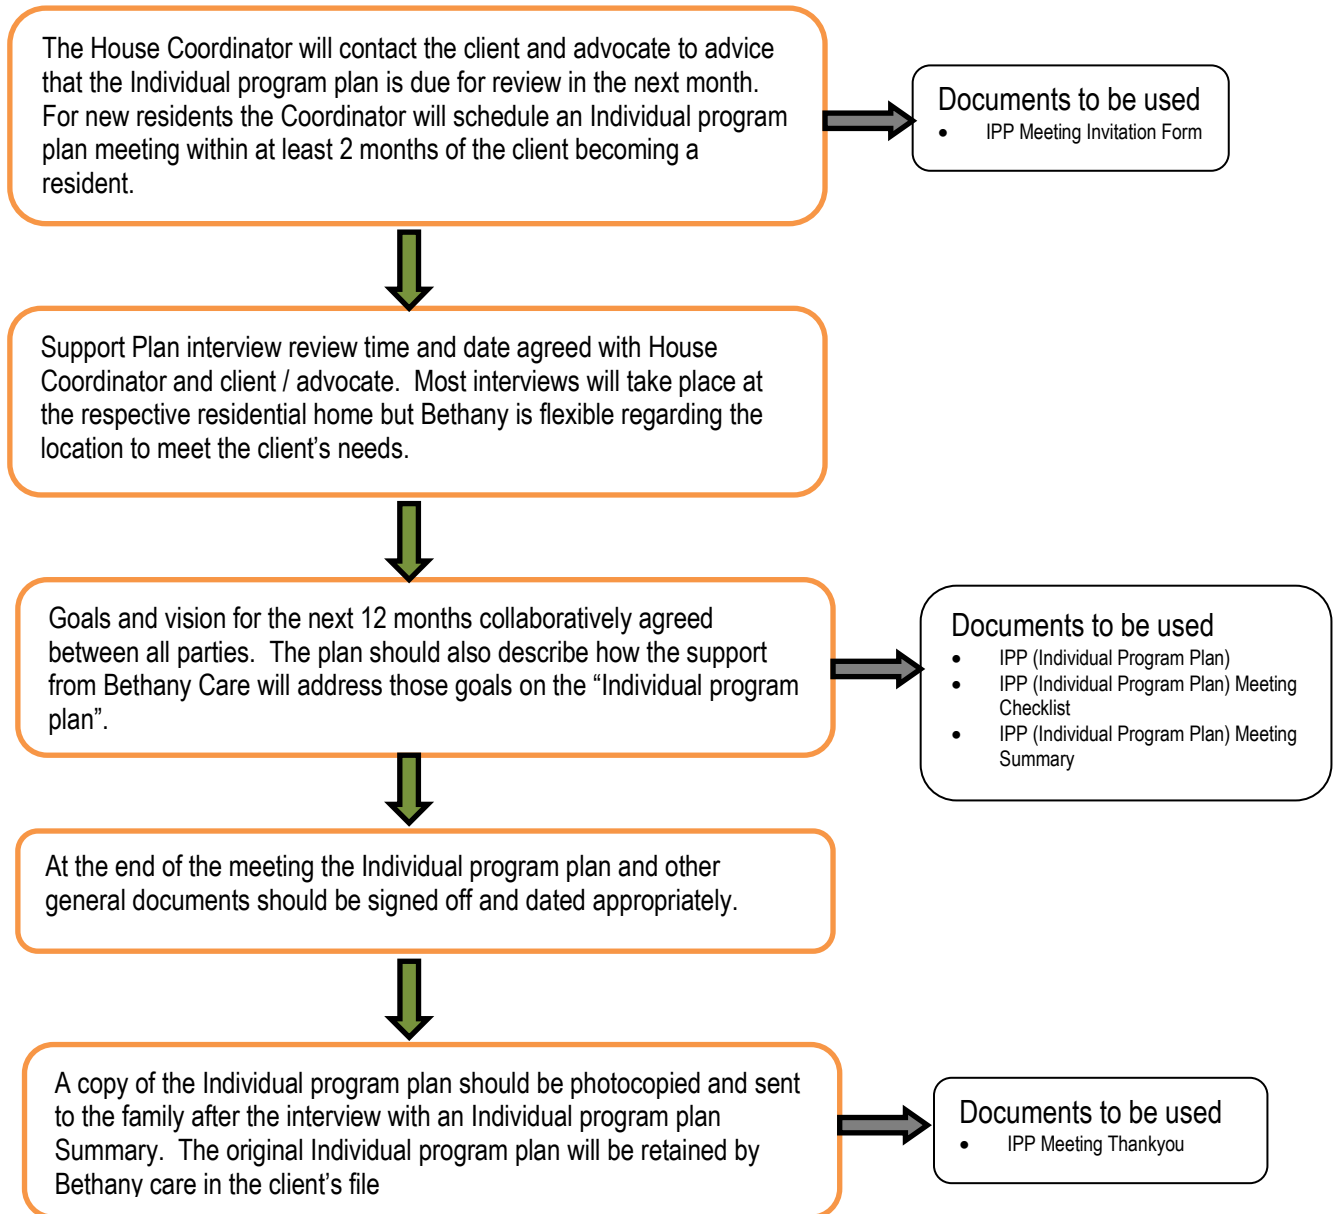 The House Coordinator will contact the client and advocate to advice
that the Individual program plan is due for review in the next month.
For new residents the Coordinator will schedule an Individual program
plan meeting within at least 2 months of the client becoming a
resident.
Documents to be used
• IPP Meeting Invitation Form
Support Plan interview review time and date agreed with House
Coordinator and client / advocate.  Most interviews will take place at
the respective residential home but Bethany is flexible regarding the
location to meet the client's needs.
Goals and vision for the next 12 months collaboratively agreed
between all parties.  The plan should also describe how the support
from Bethany Care will address those goals on the “Individual program
plan”.
Documents to be used
• IPP (Individual Program Plan)
• IPP (Individual Program Plan) Meeting
Checklist
• IPP (Individual Program Plan) Meeting
Summary
At the end of the meeting the Individual program plan and other
general documents should be signed off and dated appropriately.
A copy of the Individual program plan should be photocopied and sent
to the family after the interview with an Individual program plan
Summary.  The original Individual program plan will be retained by
Bethany care in the client's file
Documents to be used
• IPP Meeting Thankyou